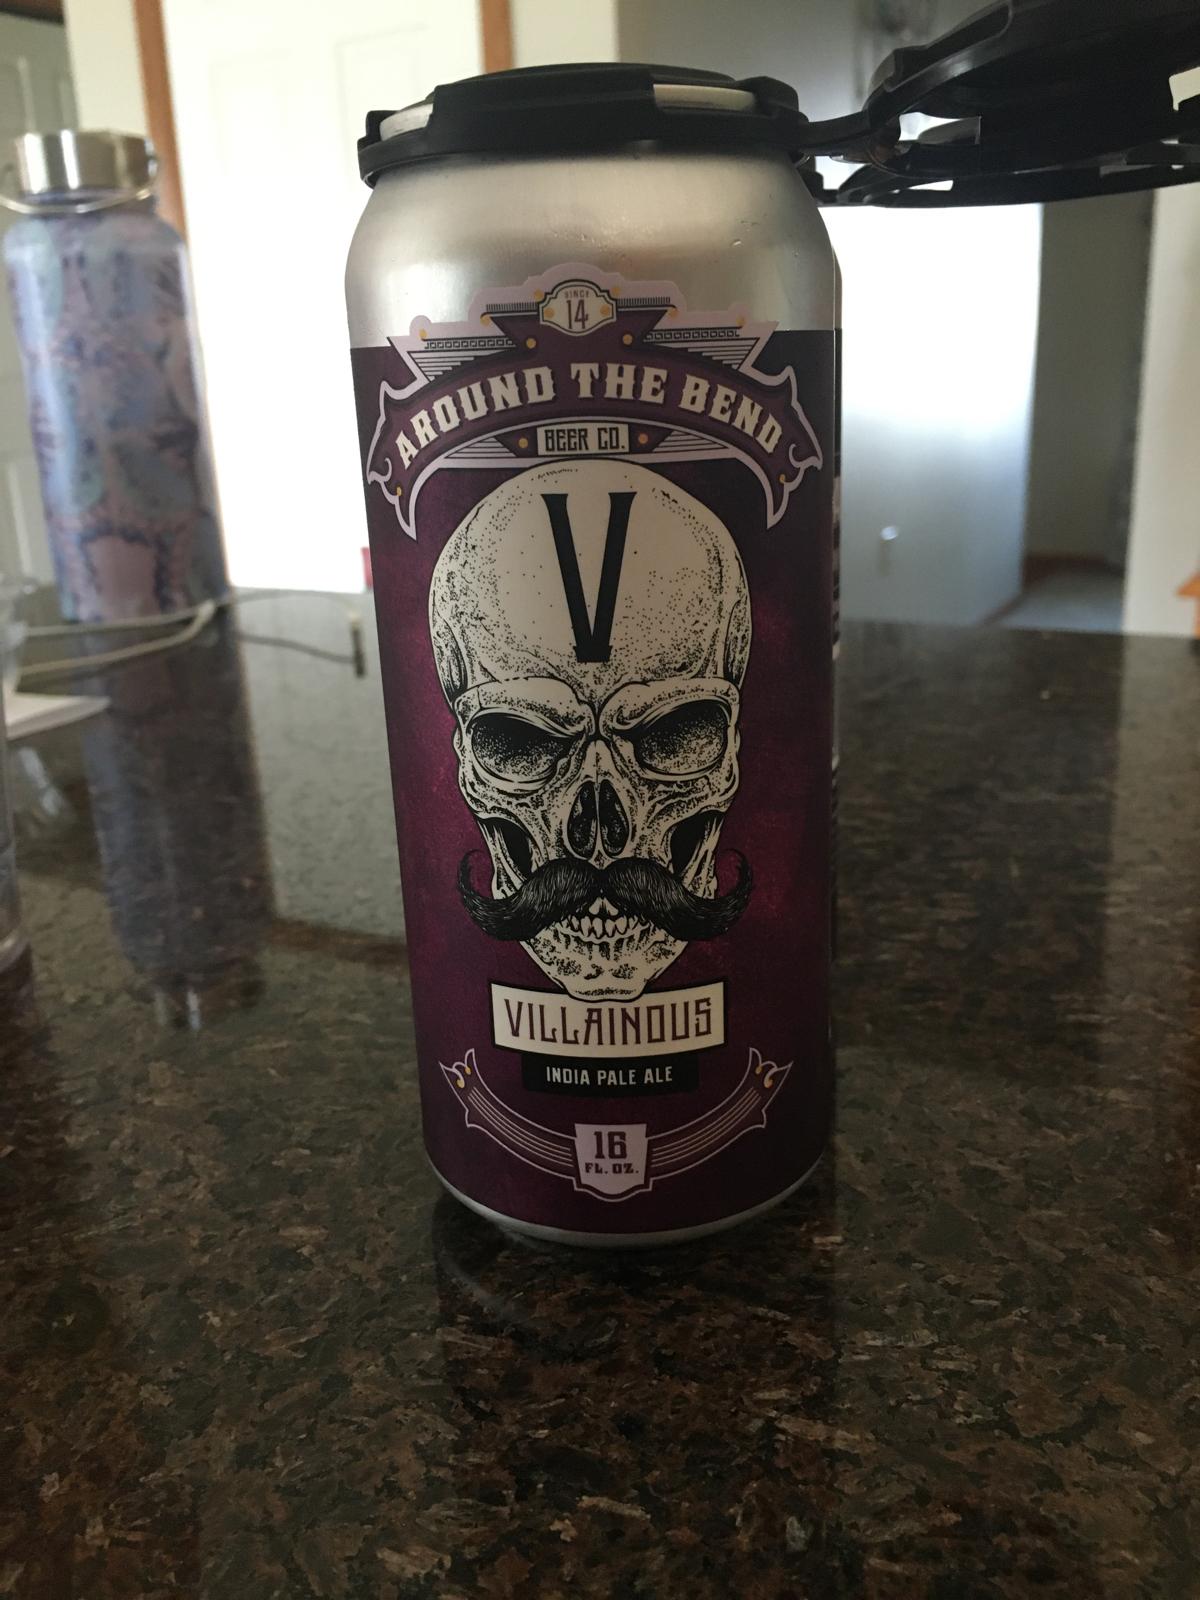 SINCE
14
AROUND THE BEND
BEER CO.
V
VILLAINOUS
INDIA PALE ALE
16
FL. OZ.